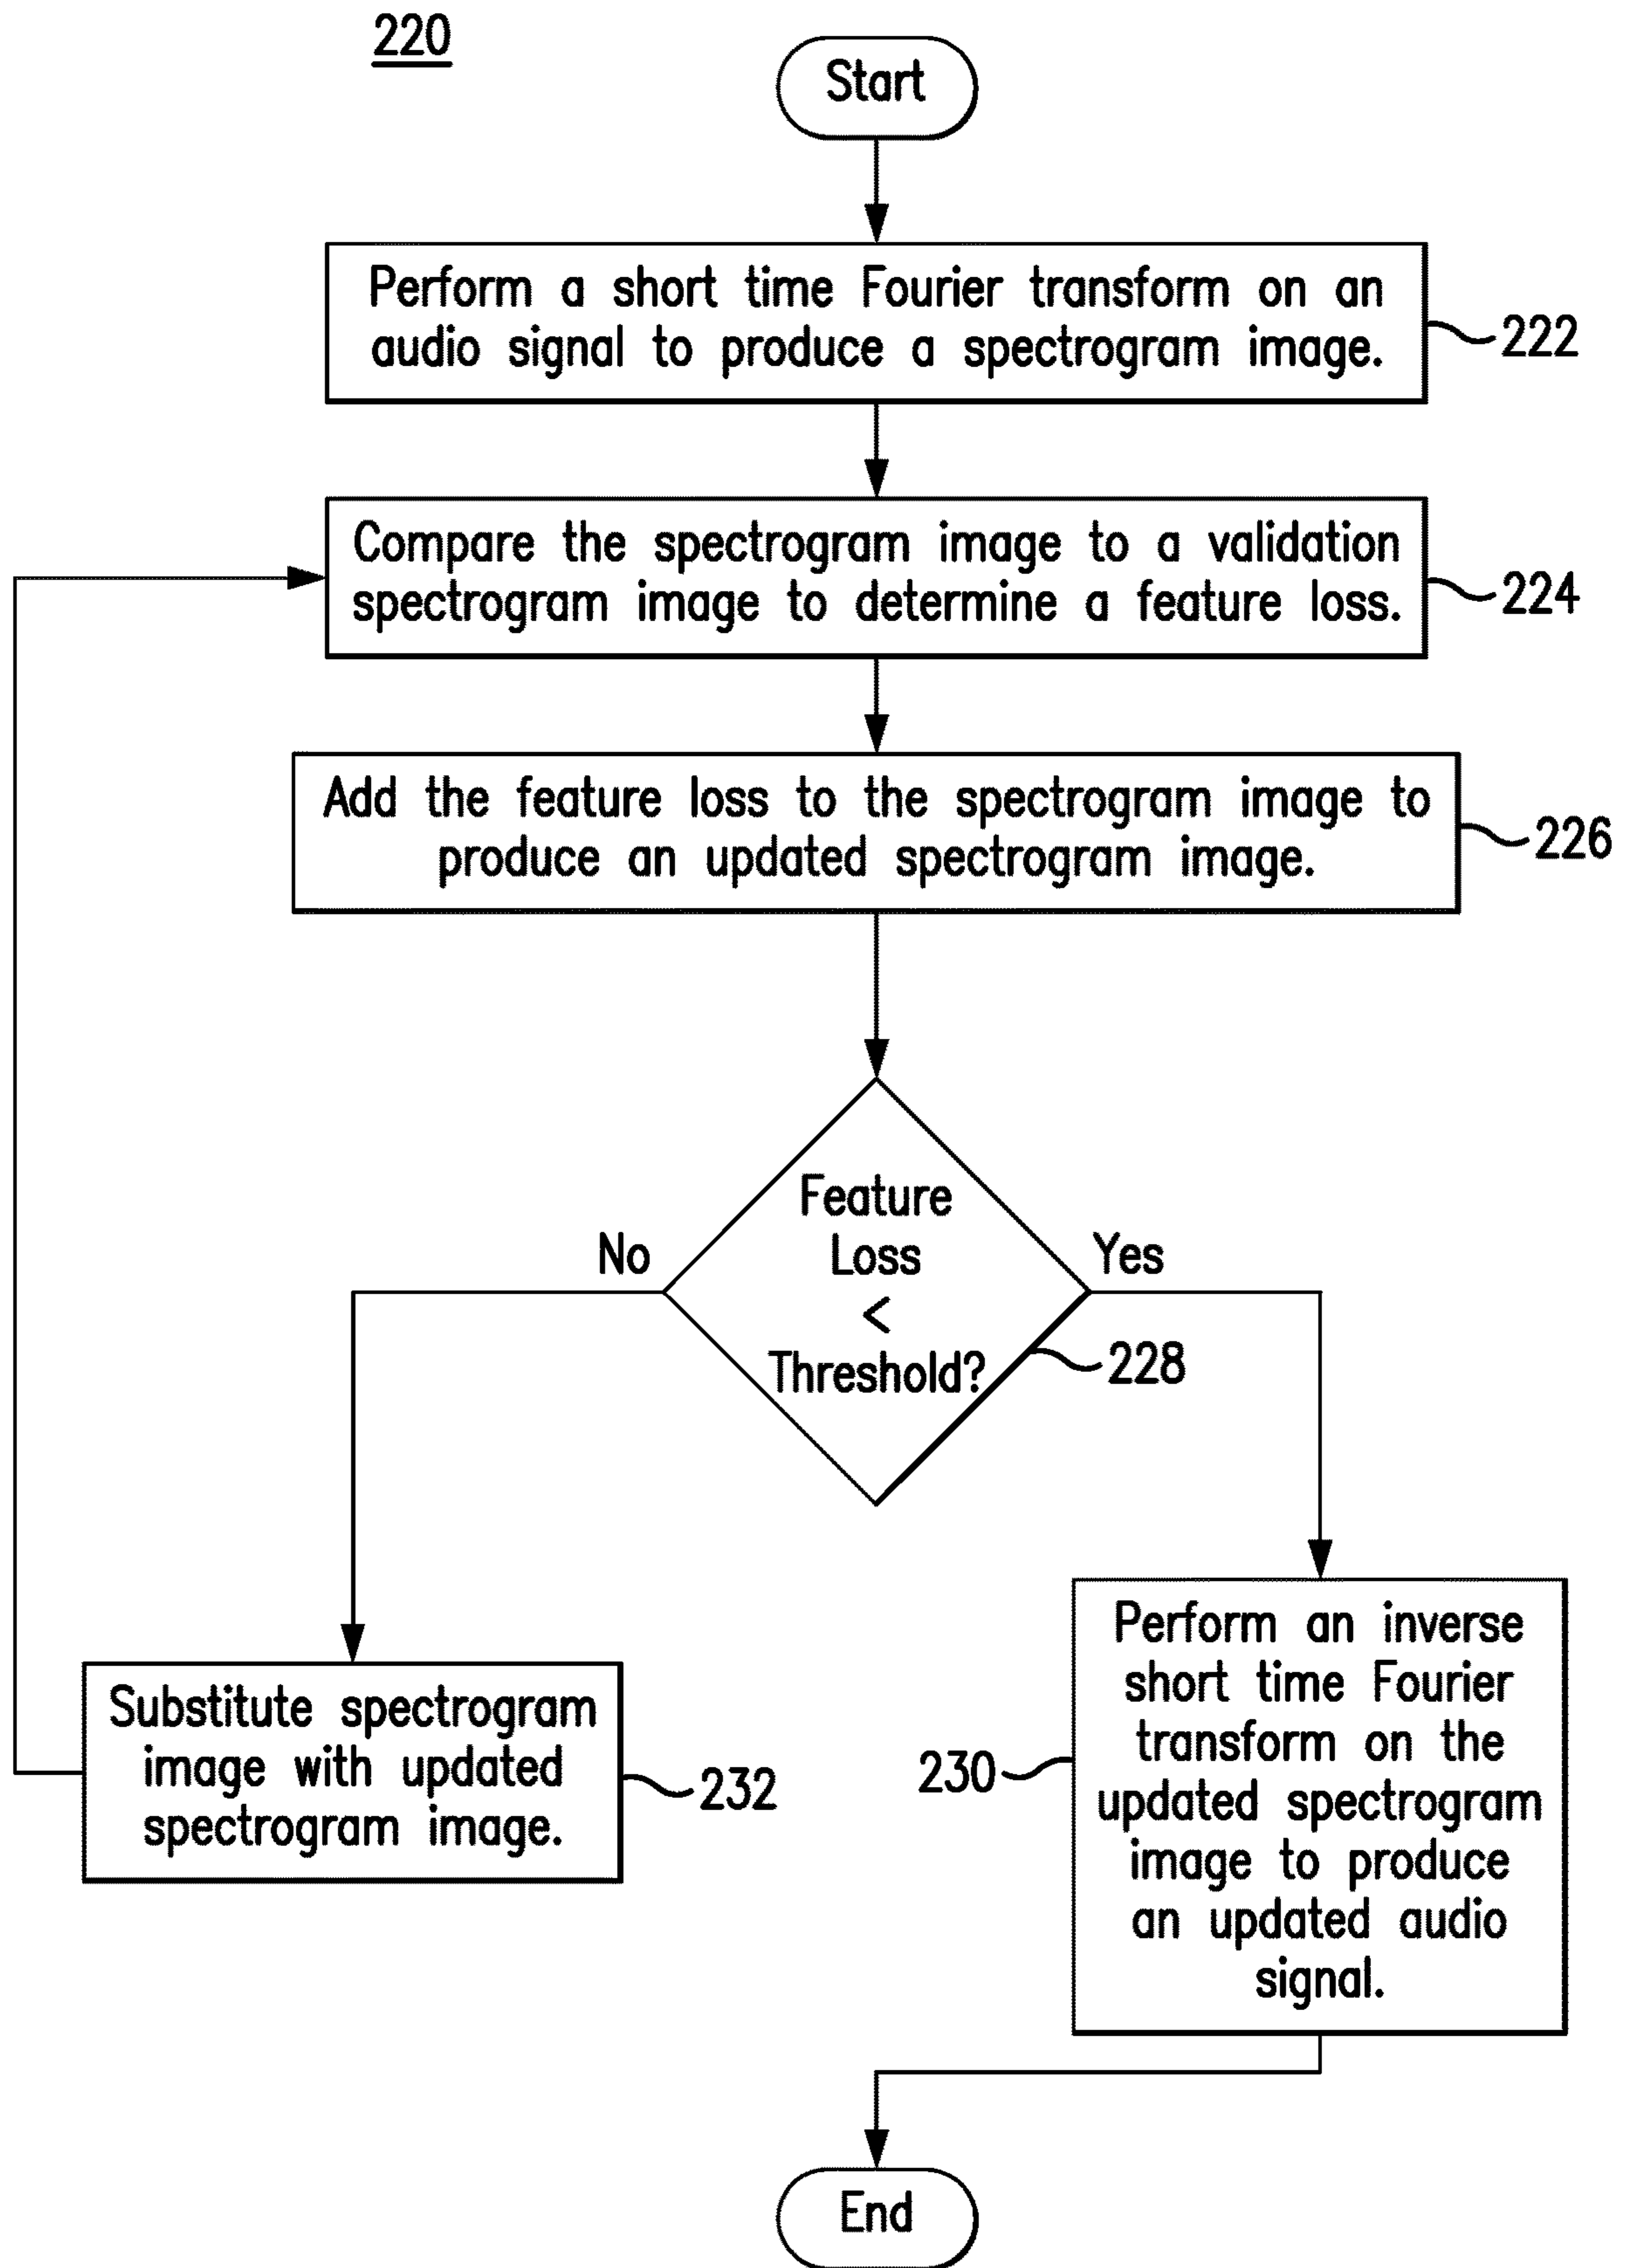 220
Start
Perform a short time Fourier transform on an
audio signal to produce a spectrogram image.
222
Compare the spectrogram image to a validation
spectrogram image to determine a feature loss.
224
Add the feature loss to the spectrogram image to
produce an updated spectrogram image.
226
Feature
Loss
<
Threshold?
No
Yes
228
Substitute spectrogram
image with updated
spectrogram image.
232
Perform an inverse
short time Fourier
transform on the
updated spectrogram
image to produce
an updated audio
signal.
230
End